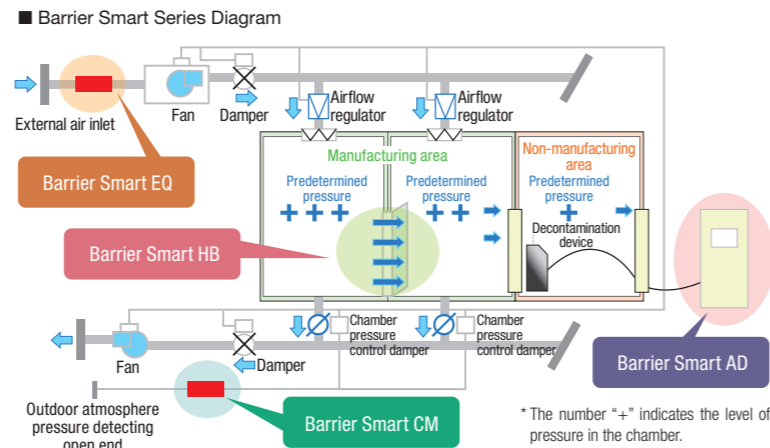 ■ Barrier Smart Series Diagram
External air inlet
Fan
Damper
Airflow
regulator
Airflow
regulator
Barrier Smart EQ
Manufacturing area
Non-manufacturing
area
Predetermined
pressure
+ + +
Predetermined
pressure
+ +
Predetermined
pressure
+
Decontamination
device
Barrier Smart HB
Chamber
pressure
control damper
Chamber
pressure
control damper
Fan
Damper
Barrier Smart AD
Outdoor atmosphere
pressure detecting
open end
Barrier Smart CM
* The number “+” indicates the level of
pressure in the chamber.